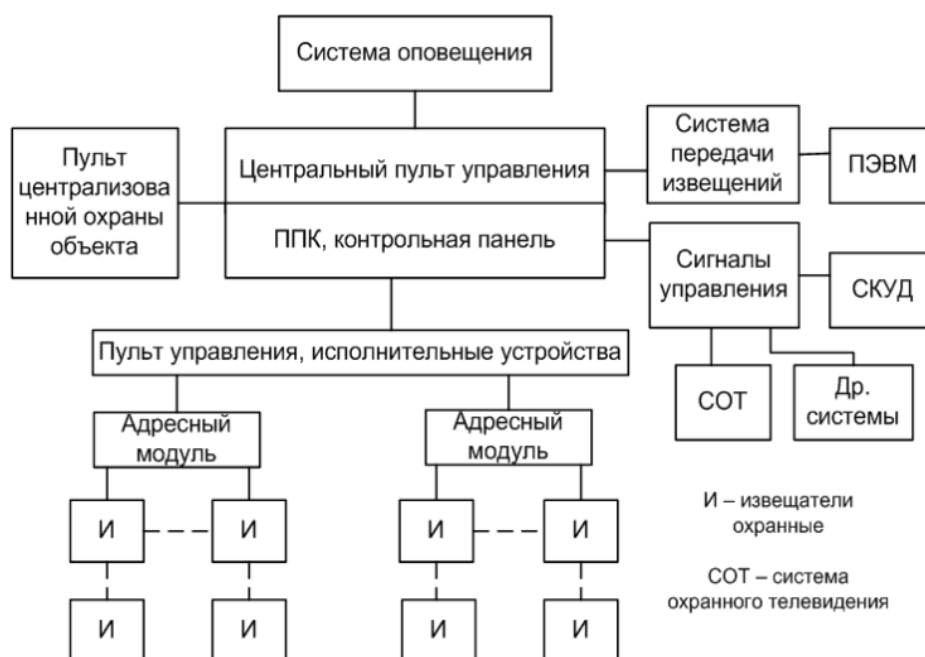 Система оповещения
Пульт
централизова
нной охраны
объекта
Центральный пульт управления
ППК, контрольная панель
Система
передачи
извещений
ПЭВМ
Сигналы
управления
СКУД
СОТ
Др.
системы
Пульт управления, исполнительные устройства
Адресный
модуль
Адресный
модуль
И
И
И
И
И
И
И
И
И – извещатели
охранные
СОТ – система
охранного телевидения